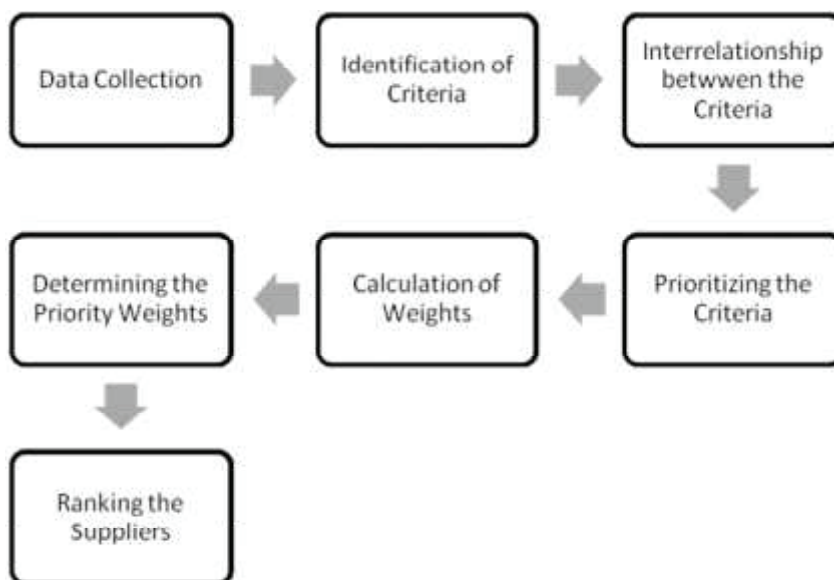 Data Collection
Identification of
Criteria
Interrelationship
betwwen the
Criteria
Prioritizing the
Criteria
Calculation of
Weights
Determining the
Priority Weights
Ranking the
Suppliers